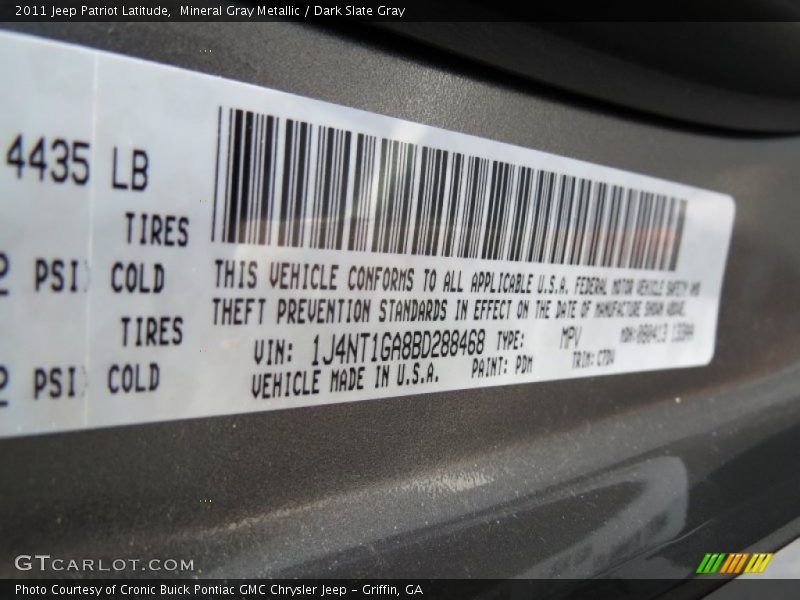 2011 Jeep Patriot Latitude,  Mineral Gray Metallic / Dark Slate Gray
4435 LB
TIRES
PSI COLD
TIRES
PSI COLD
THIS VEHICLE CONFORMS TO ALL APPLICABLE U.S.A. FEDERAL MOTOR VEHICLE SAFETY AND
THEFT PREVENTION STANDARDS IN EFFECT ON THE DATE OF MANUFACTURE SHOWN ABOVE.
VIN: 1J4NT1GA8BD288468 TYPE: MPV
VEHICLE MADE IN U.S.A. PAINT: PDM TRIM:
GTCARLOT.COM
Photo Courtesy of Cronic Buick Pontiac GMC Chrysler Jeep – Griffin, GA